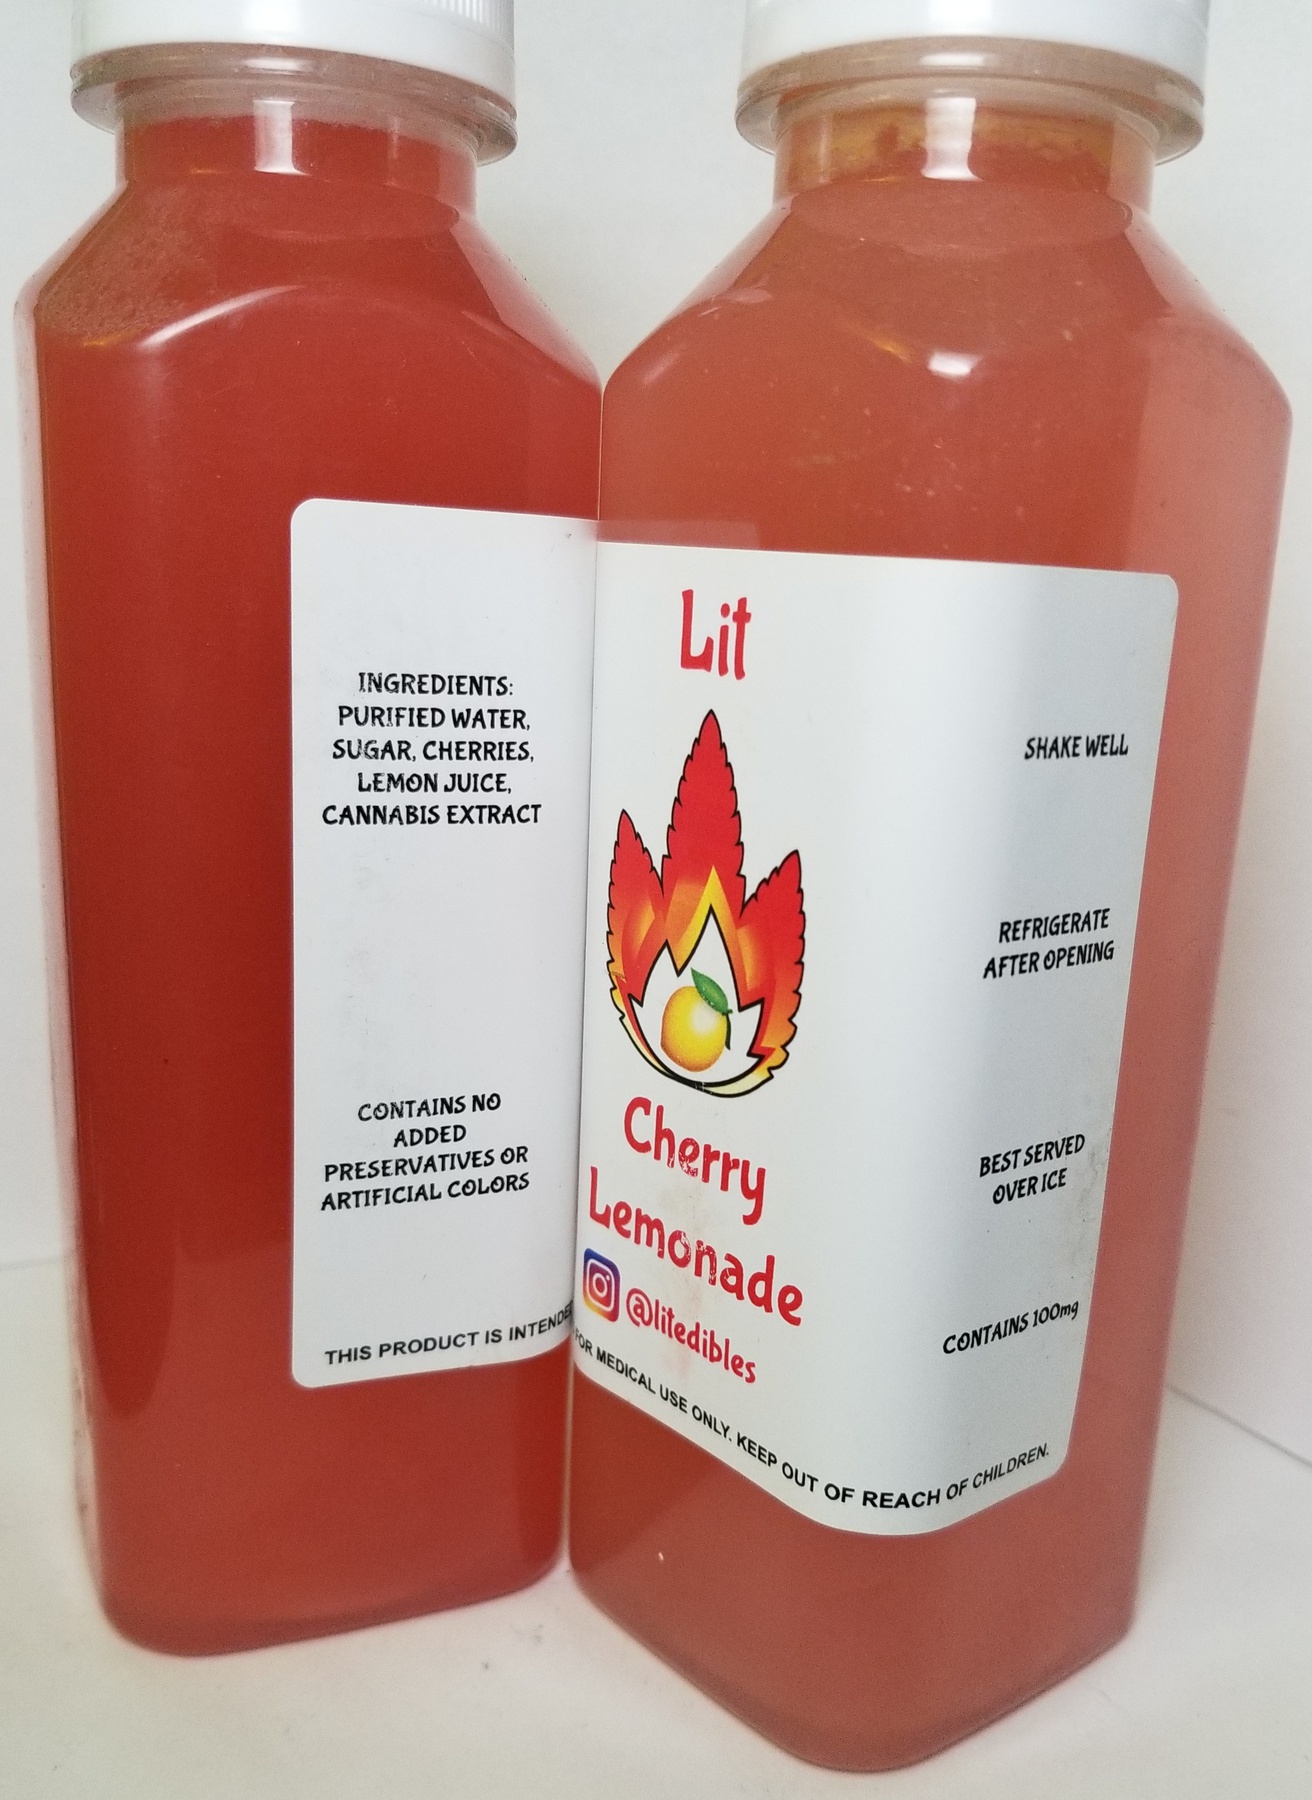 INGREDIENTS:
PURIFIED WATER,
SUGAR, CHERRIES,
LEMON JUICE,
CANNABIS EXTRACT
CONTAINS NO
ADDED
PRESERVATIVES OR
ARTIFICIAL COLORS
THIS PRODUCT IS INTENDED
Lit
Cherry
Lemonade
@litedibles
FOR MEDICAL USE ONLY. KEEP OUT OF REACH OF CHILDREN.
SHAKE WELL
REFRIGERATE
AFTER OPENING
BEST SERVED
OVER ICE
CONTAINS 100mg